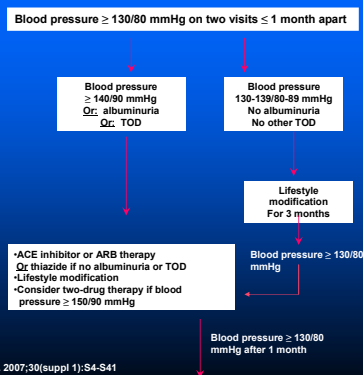 Blood pressure ≥ 130/80 mmHg on two visits ≤ 1 month apart
Blood pressure
≥ 140/90 mmHg
Or: albuminuria
Or: TOD
Blood pressure
130-139/80-89 mmHg
No albuminuria
No other TOD
Lifestyle
modification
For 3 months
•ACE inhibitor or ARB therapy
Or thiazide if no albuminuria or TOD
•Lifestyle modification
•Consider two-drug therapy if blood
pressure ≥ 150/90 mmHg
Blood pressure ≥ 130/80
mmHg
Blood pressure ≥ 130/80
mmHg after 1 month
2007;30(suppl 1):S4-S41